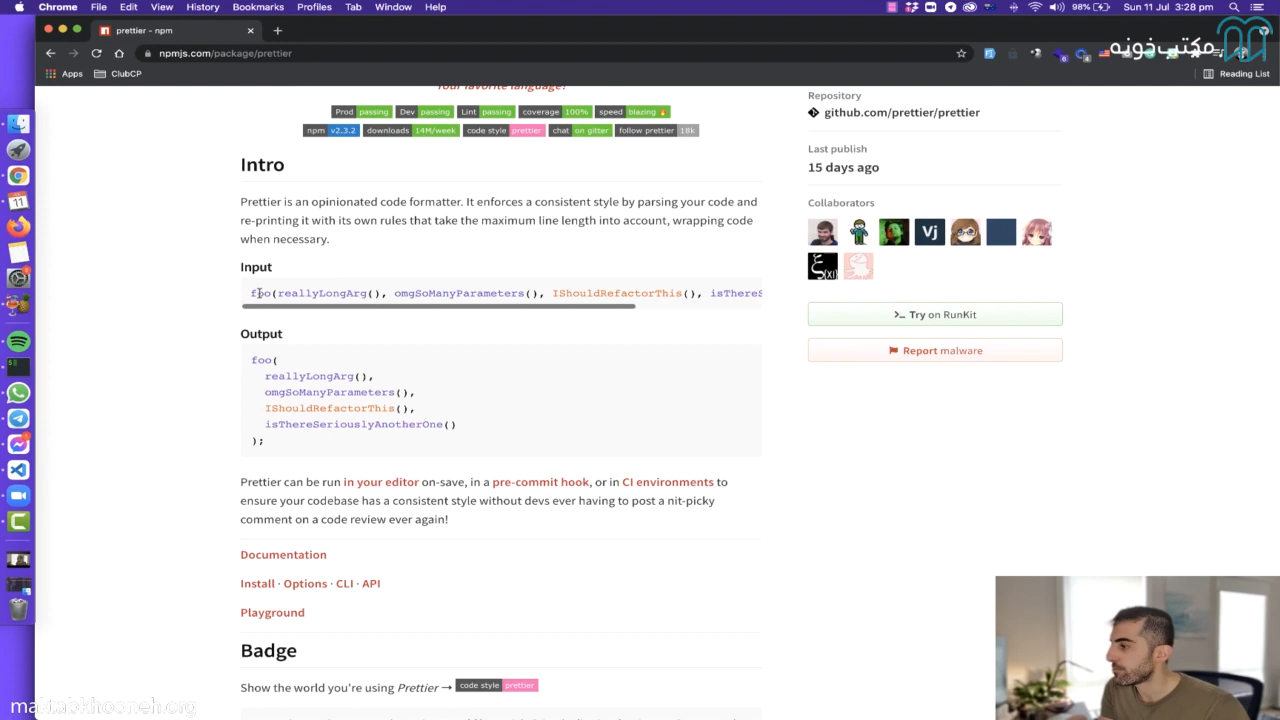 Chrome File Edit View History Bookmarks Profiles Tab Window Help
98% Sun 11 Jul 3:28 pm
prettier - npm
npmjs.com/package/prettier
مکتب‌خونه
Apps ClubCP Reading List
Your favorite language?
Prod passing Dev passing Lint passing coverage 100% speed blazing 🔥
npm v2.3.2 downloads 14M/week code style prettier chat on gitter follow prettier 18k
Intro
Prettier is an opinionated code formatter. It enforces a consistent style by parsing your code and
re-printing it with its own rules that take the maximum line length into account, wrapping code
when necessary.
Input
foo(reallyLongArg(), omgSoManyParameters(), IShouldRefactorThis(), isThereS
Output
foo(
  reallyLongArg(),
  omgSoManyParameters(),
  IShouldRefactorThis(),
  isThereSeriouslyAnotherOne()
);
Prettier can be run in your editor on-save, in a pre-commit hook, or in CI environments to
ensure your codebase has a consistent style without devs ever having to post a nit-picky
comment on a code review ever again!
Documentation
Install · Options · CLI · API
Playground
Badge
Show the world you're using Prettier → code style prettier
Repository
github.com/prettier/prettier
Last publish
15 days ago
Collaborators
Vj
ξ(xi)
>_ Try on RunKit
Report malware
maktabkhooneh.org